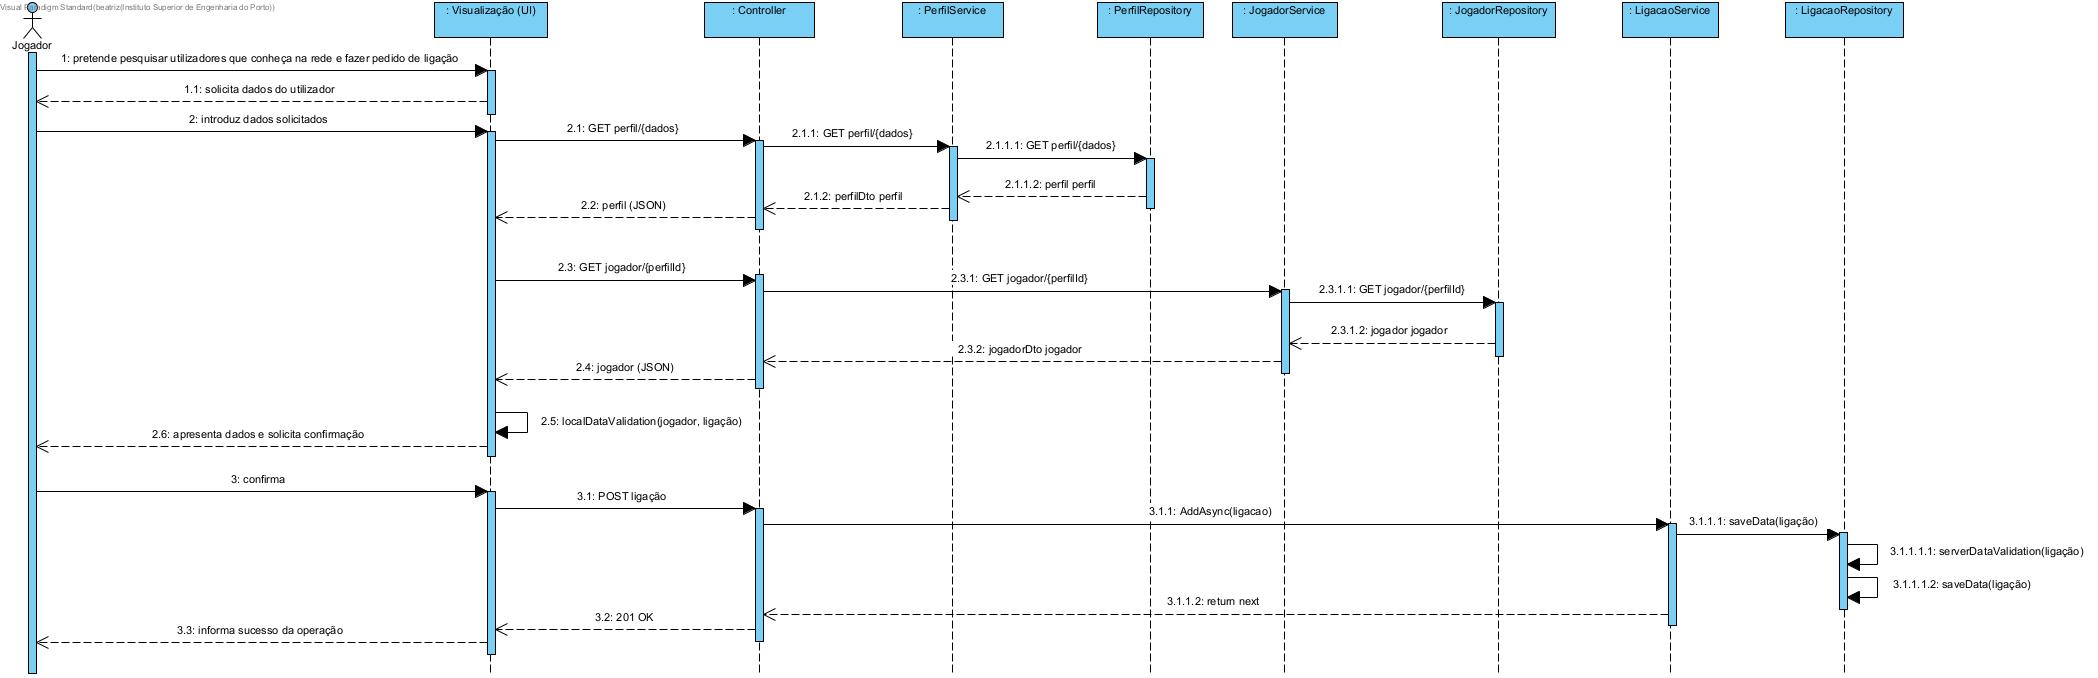 Visual Paradigm Standard(beatriz(Instituto Superior de Engenharia do Porto))
Jogador
: Visualização (UI)
: Controller
: PerfilService
: PerfilRepository
: JogadorService
: JogadorRepository
: LigacaoService
: LigacaoRepository
1: pretende pesquisar utilizadores que conheça na rede e fazer pedido de ligação
1.1: solicita dados do utilizador
2: introduz dados solicitados
2.1: GET perfil/{dados}
2.1.1: GET perfil/{dados}
2.1.1.1: GET perfil/{dados}
2.1.1.2: perfil perfil
2.1.2: perfilDto perfil
2.2: perfil (JSON)
2.3: GET jogador/{perfilId}
2.3.1: GET jogador/{perfilId}
2.3.1.1: GET jogador/{perfilId}
2.3.1.2: jogador jogador
2.3.2: jogadorDto jogador
2.4: jogador (JSON)
2.5: localDataValidation(jogador, ligação)
2.6: apresenta dados e solicita confirmação
3: confirma
3.1: POST ligação
3.1.1: AddAsync(ligacao)
3.1.1.1: saveData(ligação)
3.1.1.1.1: serverDataValidation(ligação)
3.1.1.1.2: saveData(ligação)
3.1.1.2: return next
3.2: 201 OK
3.3: informa sucesso da operação